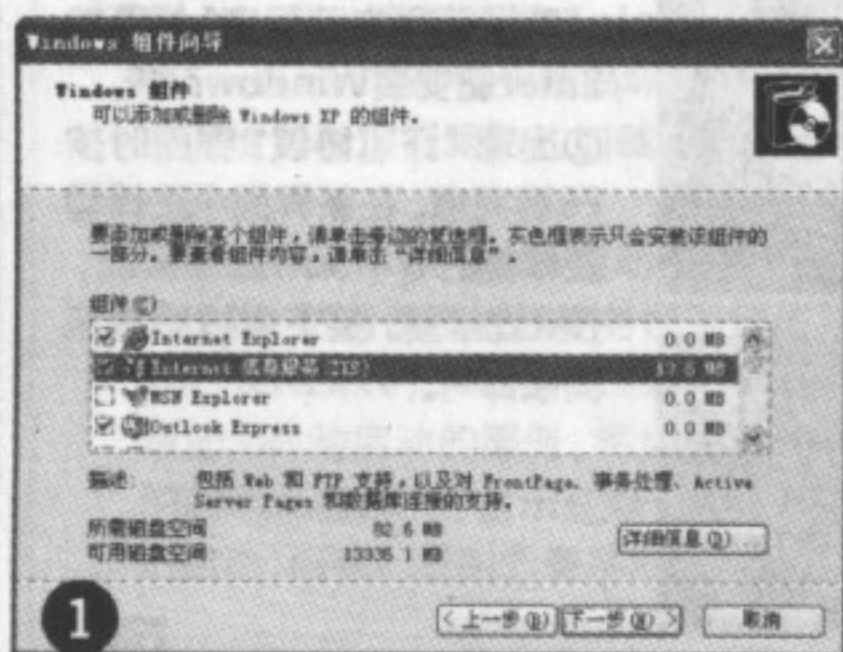 Windows 组件向导
Windows 组件
可以添加或删除 Windows XP 的组件。
要添加或删除某个组件，请单击旁边的复选框。灰色框表示只会安装该组件的
一部分。要查看组件内容，请单击“详细信息”。
组件(C)
Internet Explorer 0.0 MB
Internet 信息服务(IIS)
MSN Explorer 0.0 MB
Outlook Express 0.0 MB
描述: 包括 Web 和 FTP 支持，以及对 FrontPage、事务处理、Active
Server Pages 和数据库连接的支持。
所需磁盘空间 82.6 MB
可用磁盘空间 13336.1 MB
详细信息(D)...
1
<上一步(B) 下一步(N)> 取消